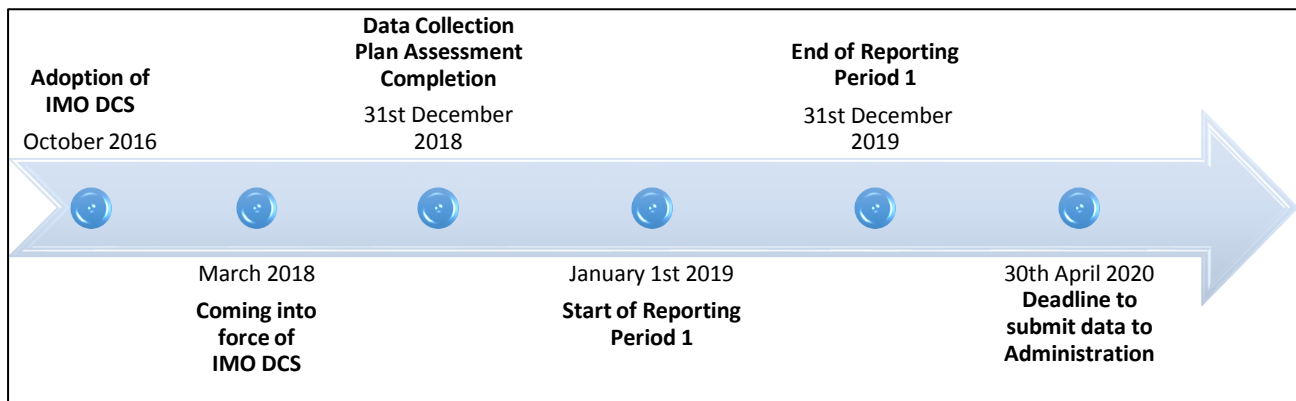 Adoption of
IMO DCS
October 2016
March 2018
Coming into
force of
IMO DCS
Data Collection
Plan Assessment
Completion
31st December
2018
January 1st 2019
Start of Reporting
Period 1
End of Reporting
Period 1
31st December
2019
30th April 2020
Deadline to
submit data to
Administration